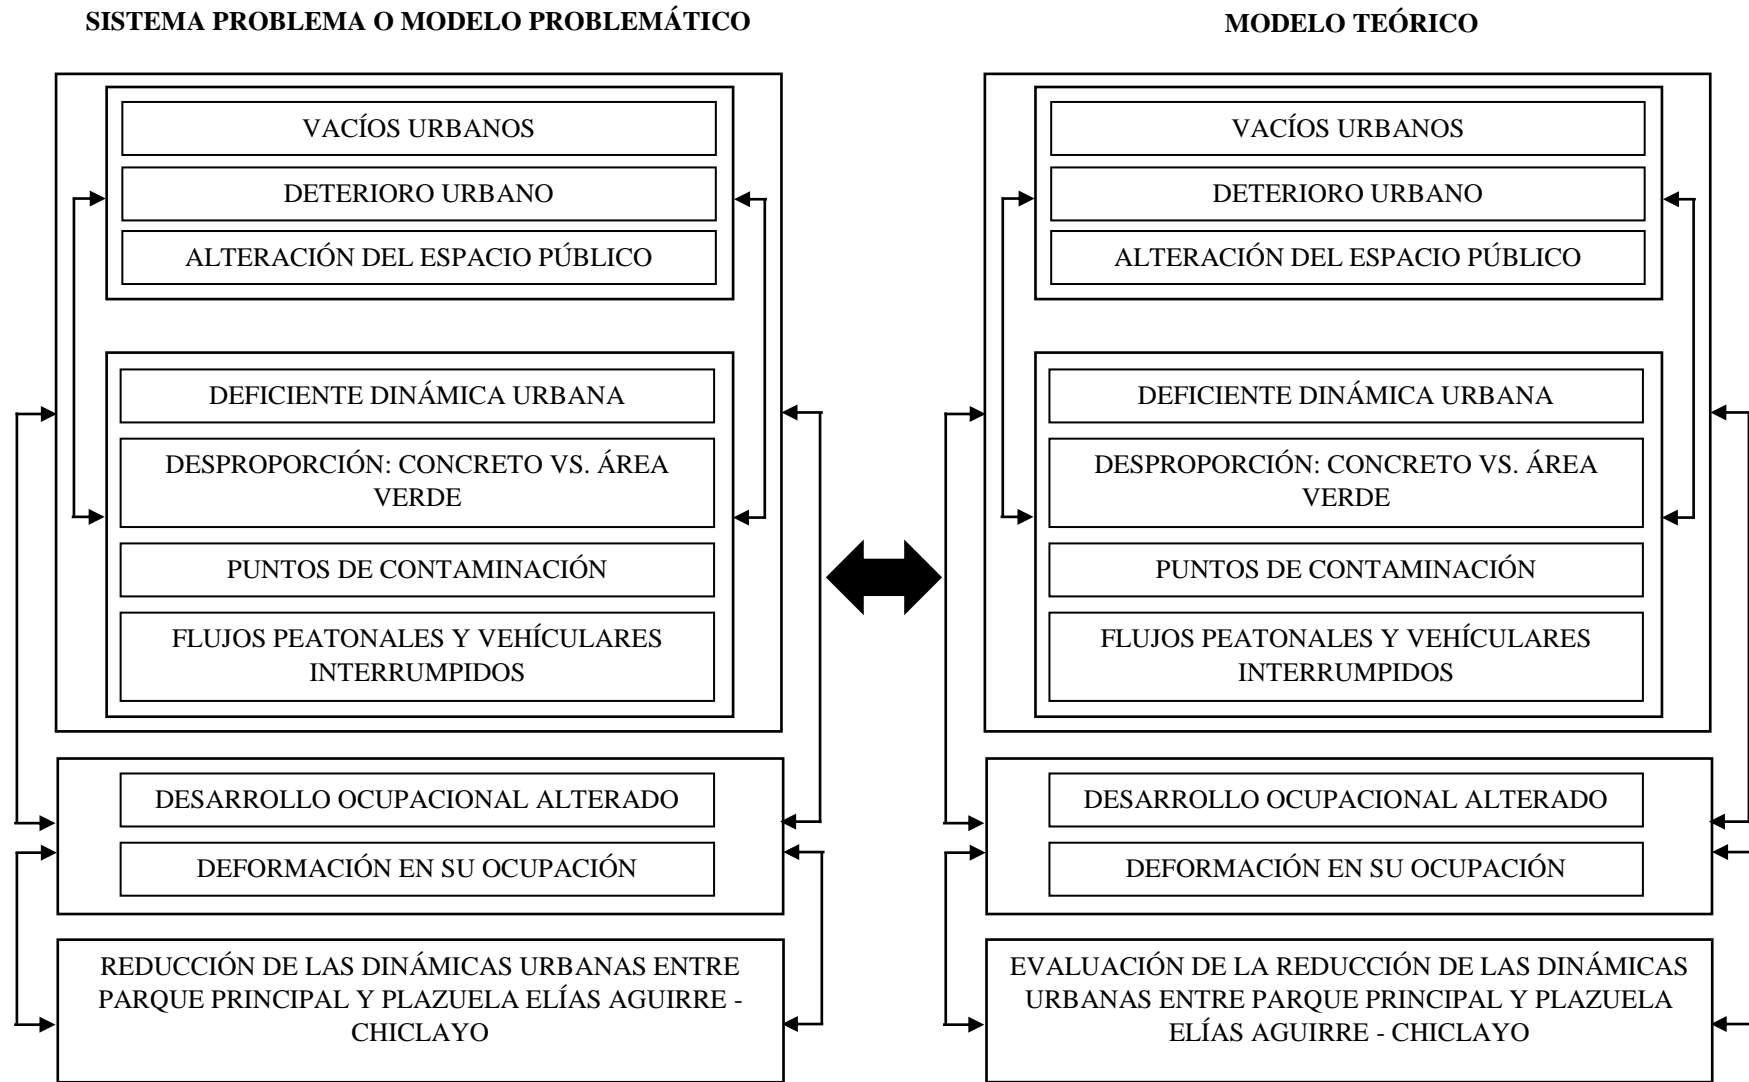 SISTEMA PROBLEMA O MODELO PROBLEMÁTICO
VACÍOS URBANOS
DETERIORO URBANO
ALTERACIÓN DEL ESPACIO PÚBLICO
DEFICIENTE DINÁMICA URBANA
DESPROPORCIÓN: CONCRETO VS. ÁREA
VERDE
PUNTOS DE CONTAMINACIÓN
FLUJOS PEATONALES Y VEHÍCULARES
INTERRUMPIDOS
DESARROLLO OCUPACIONAL ALTERADO
DEFORMACIÓN EN SU OCUPACIÓN
REDUCCIÓN DE LAS DINÁMICAS URBANAS ENTRE
PARQUE PRINCIPAL Y PLAZUELA ELÍAS AGUIRRE -
CHICLAYO
MODELO TEÓRICO
VACÍOS URBANOS
DETERIORO URBANO
ALTERACIÓN DEL ESPACIO PÚBLICO
DEFICIENTE DINÁMICA URBANA
DESPROPORCIÓN: CONCRETO VS. ÁREA
VERDE
PUNTOS DE CONTAMINACIÓN
FLUJOS PEATONALES Y VEHÍCULARES
INTERRUMPIDOS
DESARROLLO OCUPACIONAL ALTERADO
DEFORMACIÓN EN SU OCUPACIÓN
EVALUACIÓN DE LA REDUCCIÓN DE LAS DINÁMICAS
URBANAS ENTRE PARQUE PRINCIPAL Y PLAZUELA
ELÍAS AGUIRRE - CHICLAYO